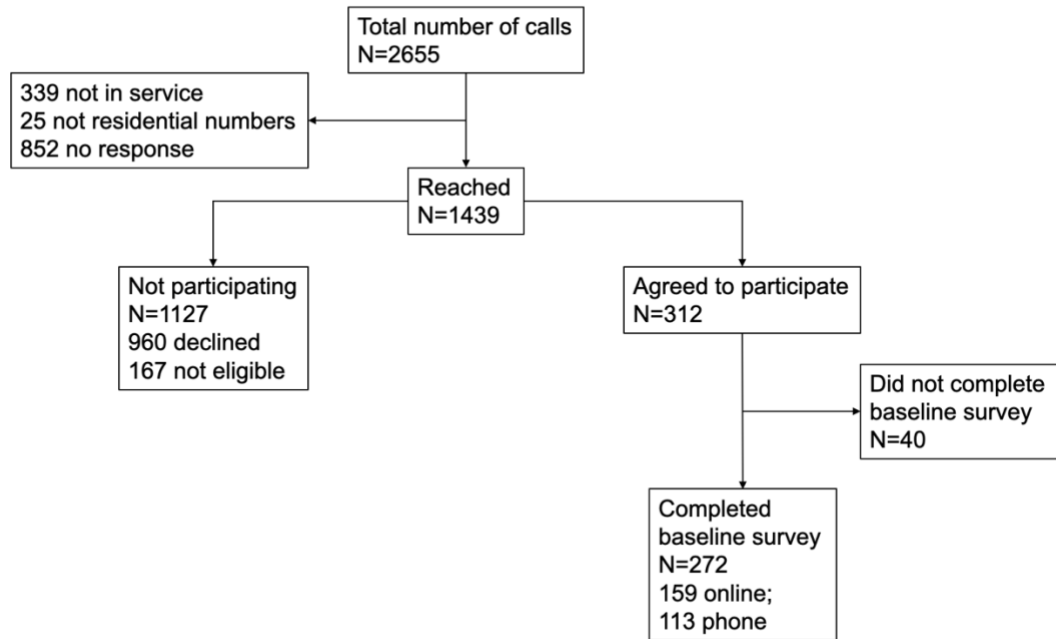 Total number of calls
N=2655
339 not in service
25 not residential numbers
852 no response
Reached
N=1439
Not participating
N=1127
960 declined
167 not eligible
Agreed to participate
N=312
Did not complete
baseline survey
N=40
Completed
baseline survey
N=272
159 online;
113 phone